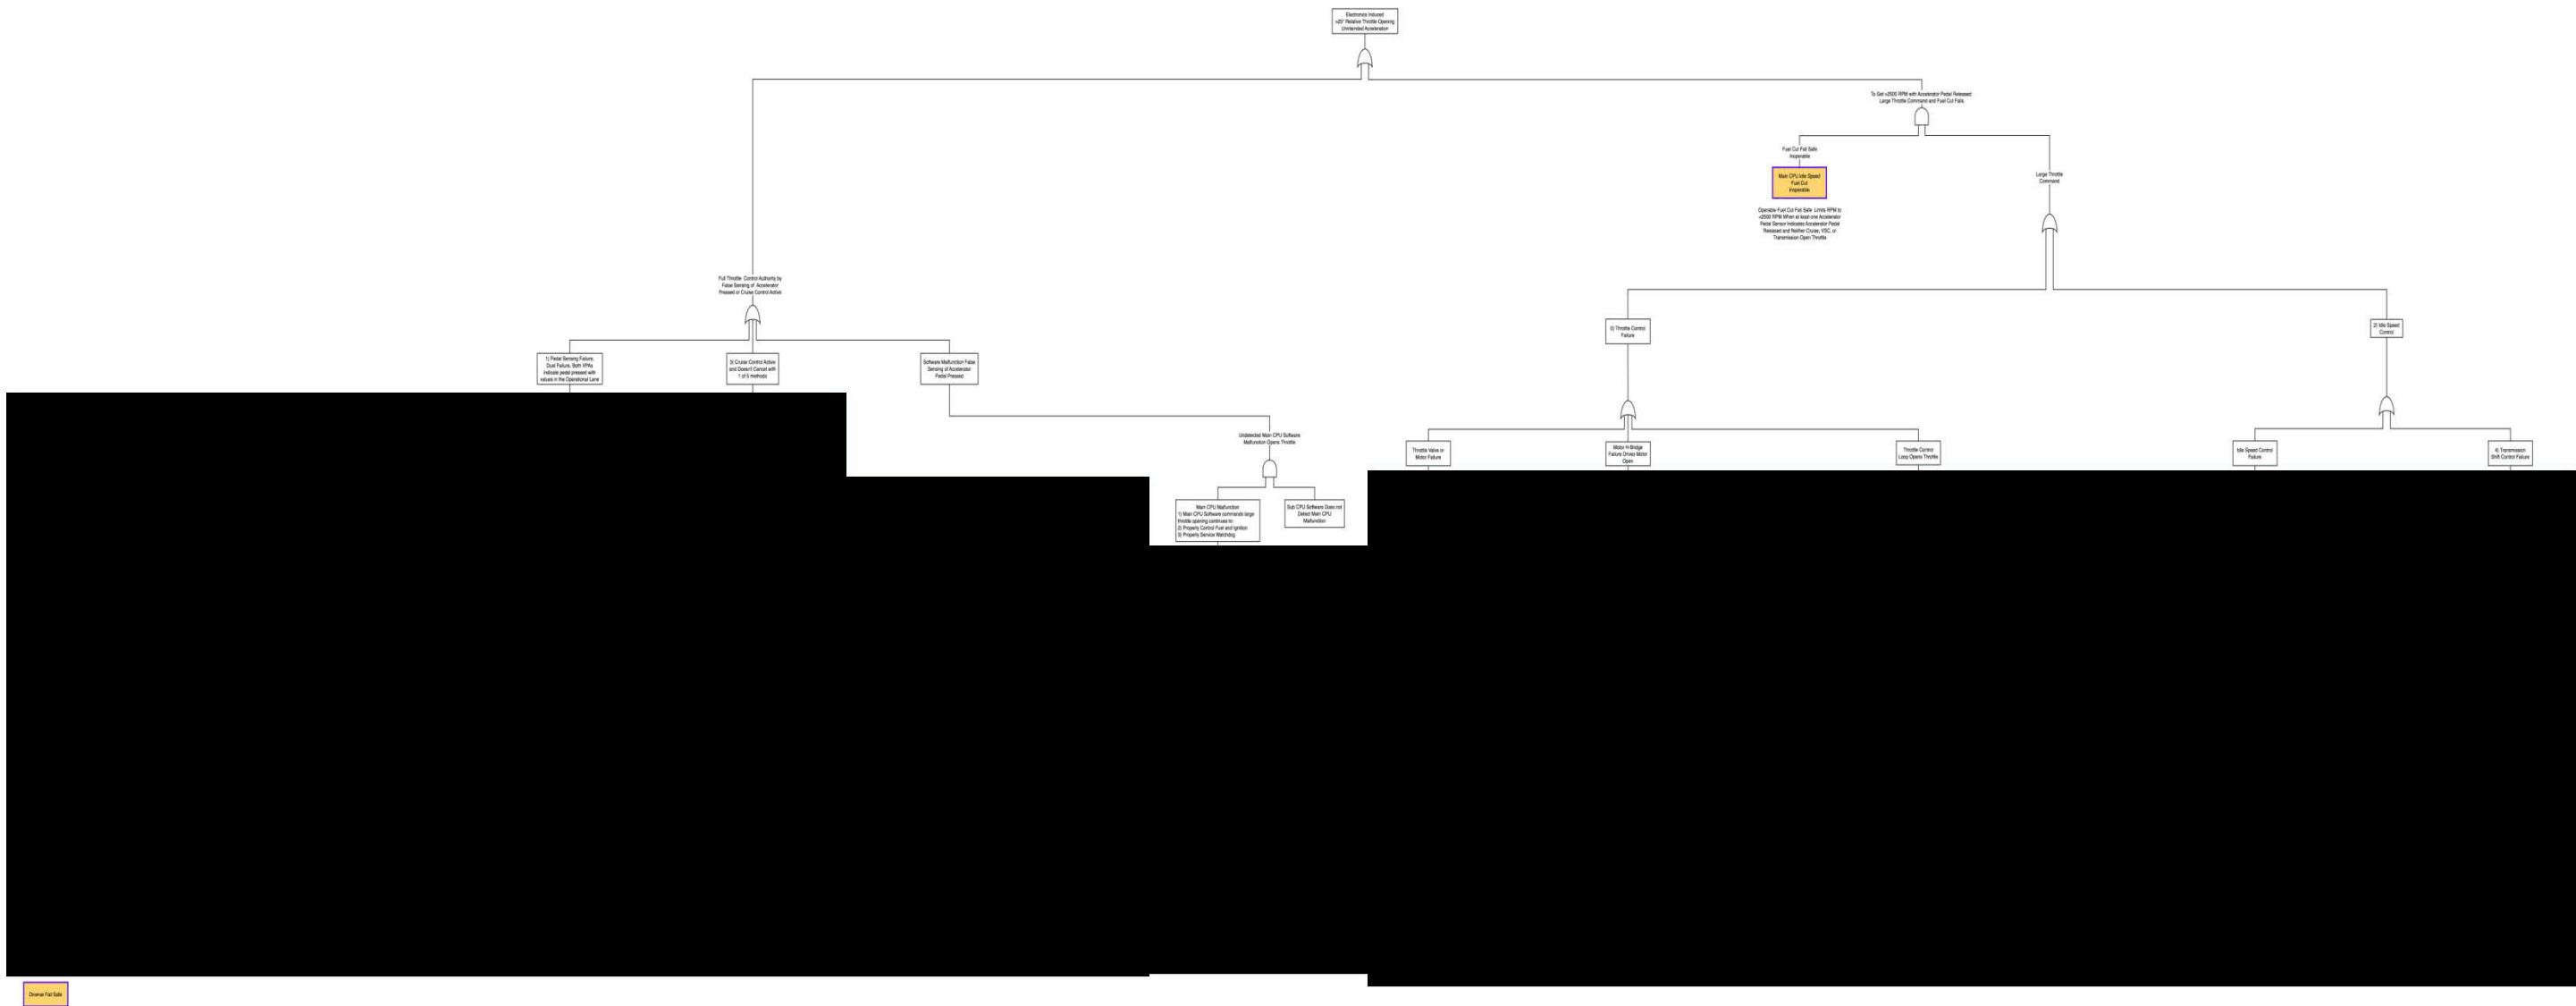 Electronics Induced
>25° Relative Throttle Opening
Unintended Acceleration
To Get >2500 RPM with Accelerator Pedal Released
Large Throttle Command and Fuel Cut Fails
Fuel Cut Fail Safe
Inoperable
Main CPU Idle Speed
Fuel Cut
Inoperable
Operable Fuel Cut Fail Safe Limits RPM to
<2500 RPM When at least one Accelerator
Pedal Sensor Indicates Accelerator Pedal
Released and Neither Cruise, VSC, or
Transmission Open Throttle
Large Throttle
Command
Full Throttle Control Authority by
False Sensing of Accelerator
Pressed or Cruise Control Active
1) Pedal Sensing Failure,
Dual Failure, Both VPAs
indicate pedal pressed with
values in the Operational Lane
3) Cruise Control Active
and Doesn't Cancel with
1 of 5 methods
Software Malfunction False
Sensing of Accelerator
Pedal Pressed
Throttle Control
Failure
2) Idle Speed
Control
Undetected Main CPU Software
Malfunction Opens Throttle
Throttle Valve or
Motor Failure
Motor H-Bridge
Failure Drives Motor
Open
Throttle Control
Loop Opens Throttle
Idle Speed Control
Failure
4) Transmission
Shift Control Failure
Main CPU Malfunction
1) Main CPU Software commands large
throttle opening continues to:
2) Properly Control Fuel and Ignition
3) Properly Service Watchdog
Sub CPU Software Does not
Detect Main CPU
Malfunction
Diverse Fail Safe